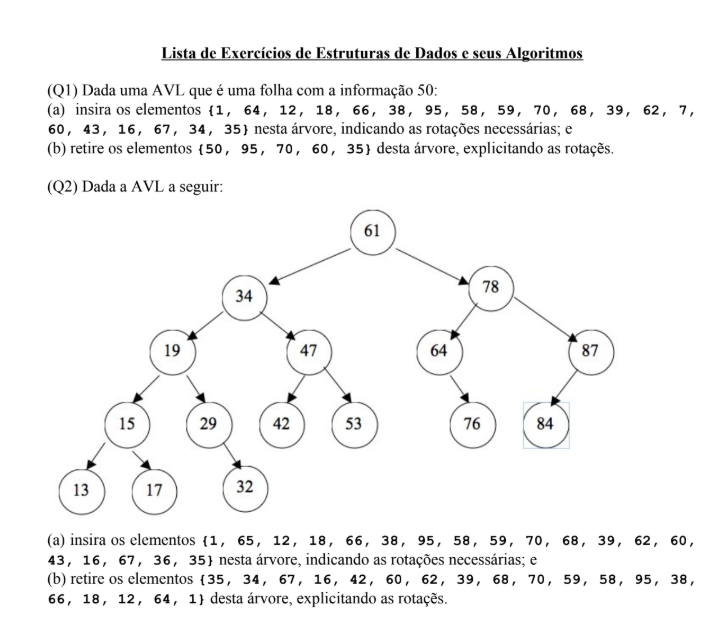 Lista de Exercícios de Estruturas de Dados e seus Algoritmos
(Q1) Dada uma AVL que é uma folha com a informação 50:
(a) insira os elementos {1, 64, 12, 18, 66, 38, 95, 58, 59, 70, 68, 39, 62, 7,
60, 43, 16, 67, 34, 35} nesta árvore, indicando as rotações necessárias; e
(b) retire os elementos {50, 95, 70, 60, 35} desta árvore, explicitando as rotaçẽs.
(Q2) Dada a AVL a seguir:
61
34 78
19 47 64 87
15 29 42 53 76 84
13 17 32
(a) insira os elementos {1, 65, 12, 18, 66, 38, 95, 58, 59, 70, 68, 39, 62, 60,
43, 16, 67, 36, 35} nesta árvore, indicando as rotações necessárias; e
(b) retire os elementos {35, 34, 67, 16, 42, 60, 62, 39, 68, 70, 59, 58, 95, 38,
66, 18, 12, 64, 1} desta árvore, explicitando as rotaçẽs.